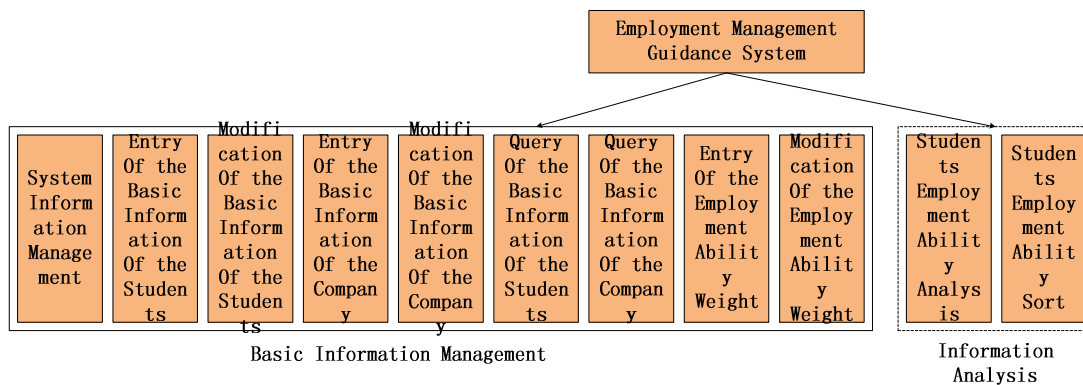 Employment Management
Guidance System
System
Inform
ation
Manage
ment
Entry
Of the
Basic
Inform
ation
Of the
Studen
ts
Modifi
cation
Of the
Basic
Inform
ation
Of the
Studen
ts
Entry
Of the
Basic
Inform
ation
Of the
Compan
y
Modifi
cation
Of the
Basic
Inform
ation
Of the
Compan
y
Query
Of the
Basic
Inform
ation
Of the
Studen
ts
Query
Of the
Basic
Inform
ation
Of the
Compan
y
Entry
Of the
Employ
ment
Abilit
y
Weight
Modifi
cation
Of the
Employ
ment
Abilit
y
Weight
Studen
ts
Employ
ment
Abilit
y
Analys
is
Studen
ts
Employ
ment
Abilit
y
Sort
Basic Information Management
Information
Analysis